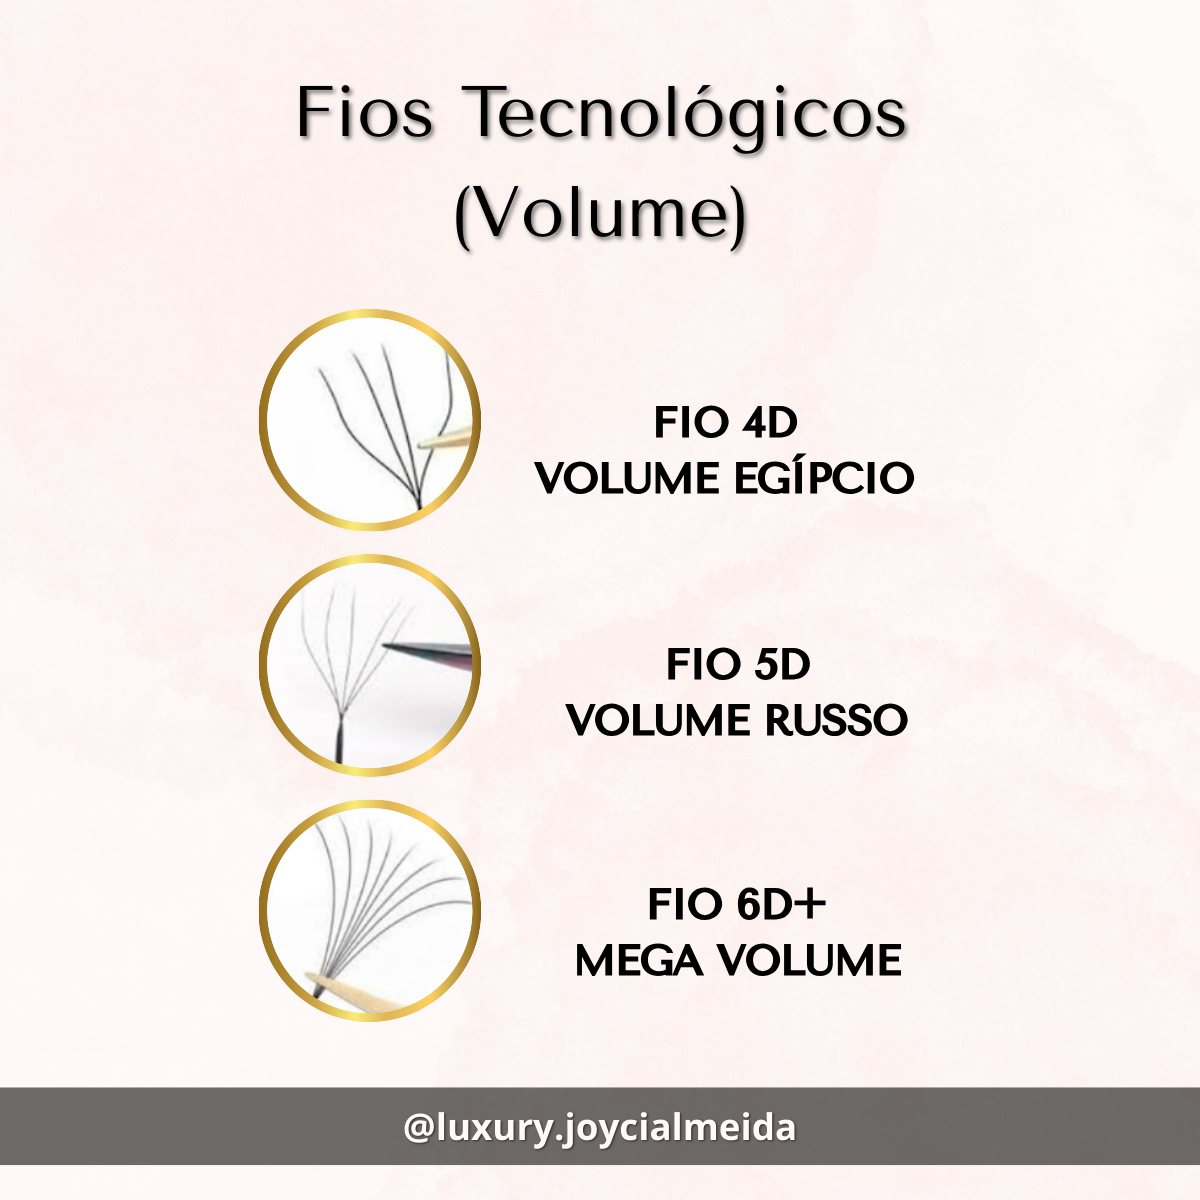 Fios Tecnológicos
(Volume)
FIO 4D
VOLUME EGÍPCIO
FIO 5D
VOLUME RUSSO
FIO 6D+
MEGA VOLUME
@luxury.joycialmeida